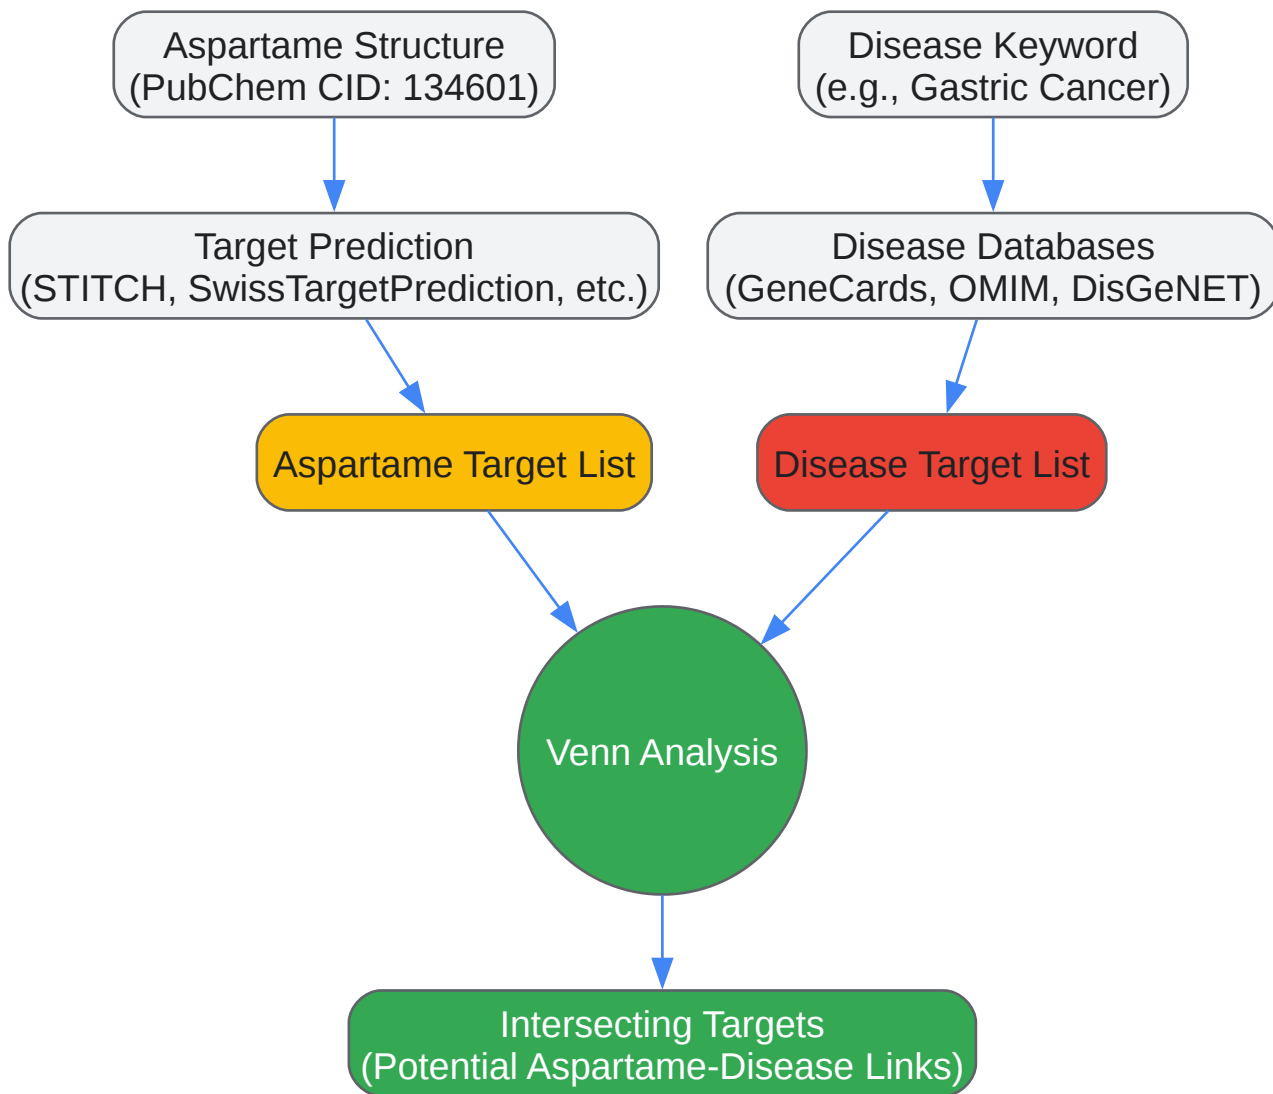 Aspartame Structure
(PubChem CID: 134601)
Disease Keyword
(e.g., Gastric Cancer)
Target Prediction
(STITCH, SwissTargetPrediction, etc.)
Disease Databases
(GeneCards, OMIM, DisGeNET)
Aspartame Target List
Disease Target List
Venn Analysis
Intersecting Targets
(Potential Aspartame-Disease Links)